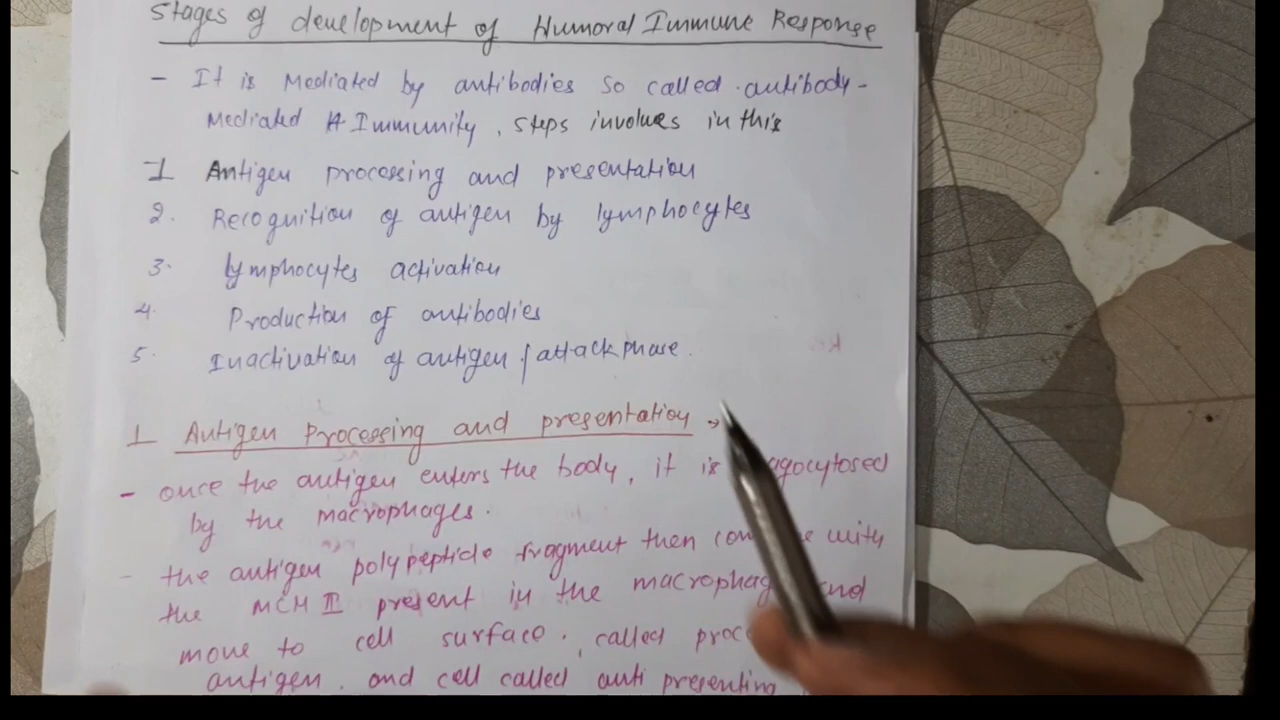 Stages of development of Humoral Immune Response
- It is Mediated by antibodies so called antibody-
Mediated Immunity, steps involves in this
1 Antigen processing and presentation
2. Recognition of antigen by lymphocytes
3. lymphocytes activation
4. Production of antibodies
5. Inactivation of antigen / attack phase.
1 Antigen Processing and presentation →
- once the antigen enters the body, it is
by the macrophages.
- the antigen polypeptide fragment then with
the MCH II present in the macrophag and
move to cell surface, called
antigen. and cell called anti presenting